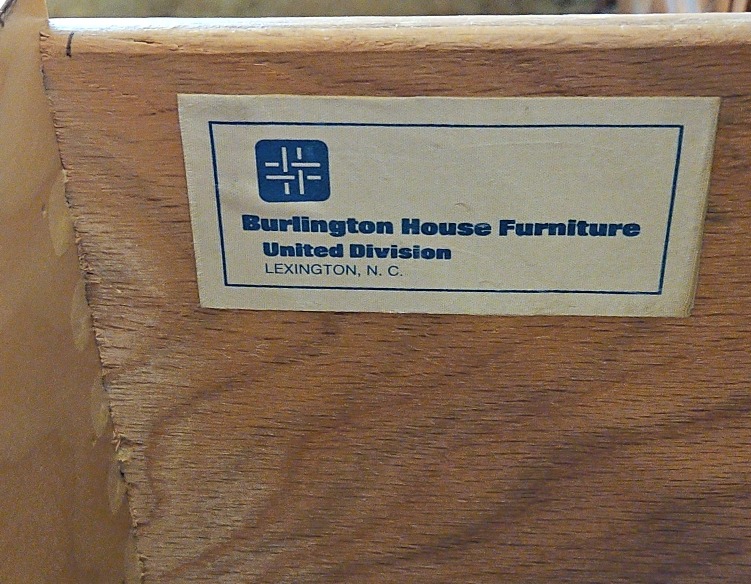 Burlington House Furniture
United Division
LEXINGTON, N. C.